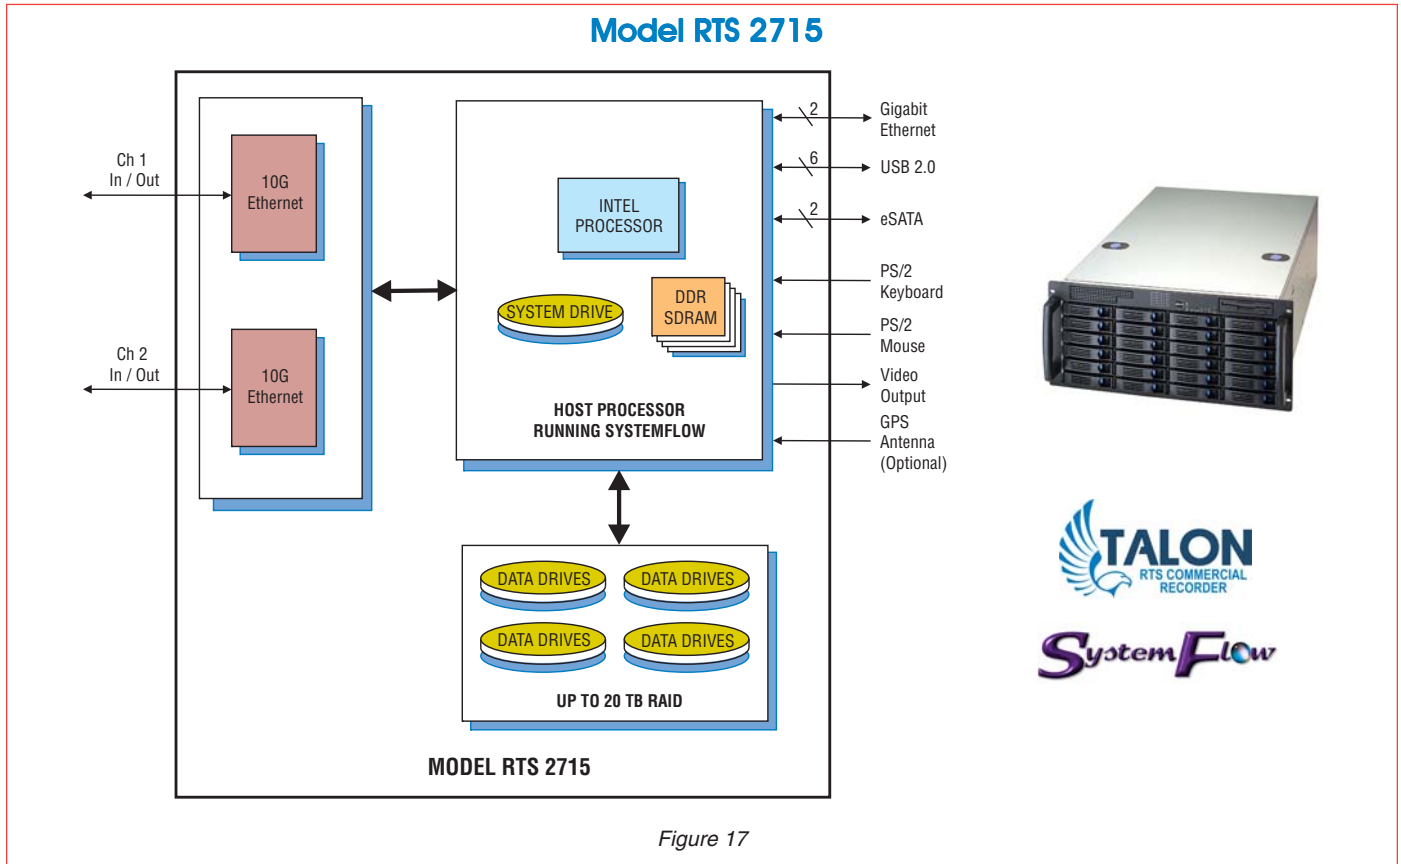 Model RTS 2715
Ch 1
In / Out
10G
Ethernet
Ch 2
In / Out
10G
Ethernet
INTEL
PROCESSOR
SYSTEM DRIVE
DDR
SDRAM
HOST PROCESSOR
RUNNING SYSTEMFLOW
2
Gigabit
Ethernet
6
USB 2.0
2
eSATA
PS/2
Keyboard
PS/2
Mouse
Video
Output
GPS
Antenna
(Optional)
DATA DRIVES
DATA DRIVES
DATA DRIVES
DATA DRIVES
UP TO 20 TB RAID
MODEL RTS 2715
TALON
RTS COMMERCIAL
RECORDER
SystemFlow
Figure 17